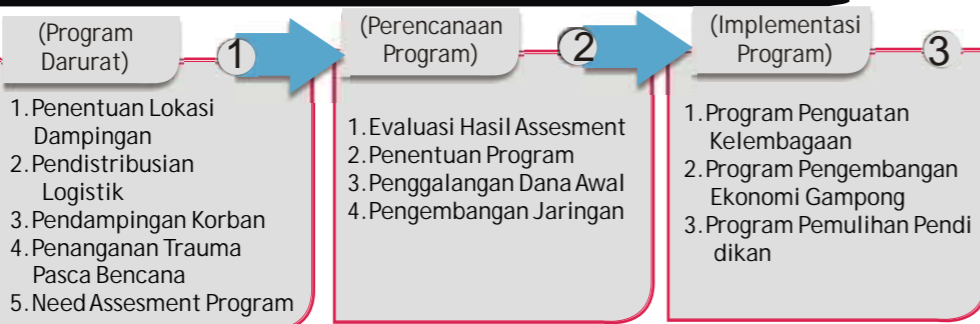 (Program
Darurat)
1
1.Penentuan Lokasi
Dampingan
2.Pendistribusian
Logistik
3.Pendampingan Korban
4.Penanganan Trauma
Pasca Bencana
5.Need Assesment Program
(Perencanaan
Program)
2
1.Evaluasi Hasil Assesment
2.Penentuan Program
3.Penggalangan Dana Awal
4.Pengembangan Jaringan
(Implementasi
Program)
3
1.Program Penguatan
Kelembagaan
2.Program Pengembangan
Ekonomi Gampong
3.Program Pemulihan Pendi
dikan